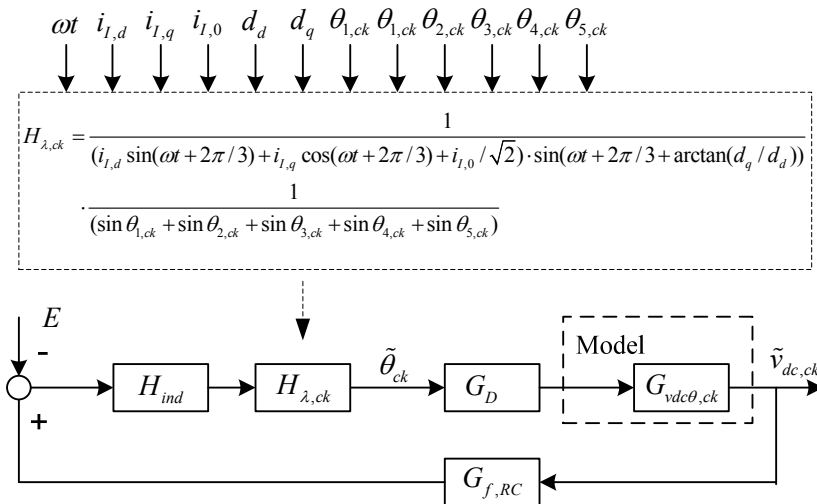 ωt i_{I,d} i_{I,q} i_{I,0} d_d d_q θ_{1,ck} θ_{1,ck} θ_{2,ck} θ_{3,ck} θ_{4,ck} θ_{5,ck}
H_{λ,ck} = \frac{1}{(i_{I,d} sin(ωt + 2π/3) + i_{I,q} cos(ωt + 2π/3) + i_{I,0}/√2) · sin(ωt + 2π/3 + arctan(d_q/d_d))}
· \frac{1}{(sin θ_{1,ck} + sin θ_{2,ck} + sin θ_{3,ck} + sin θ_{4,ck} + sin θ_{5,ck})}
E
-
Model
θ̃_{ck}
ṽ_{dc,ck}
H_{ind} H_{λ,ck} G_D G_{vdcθ,ck}
+
G_{f,RC}